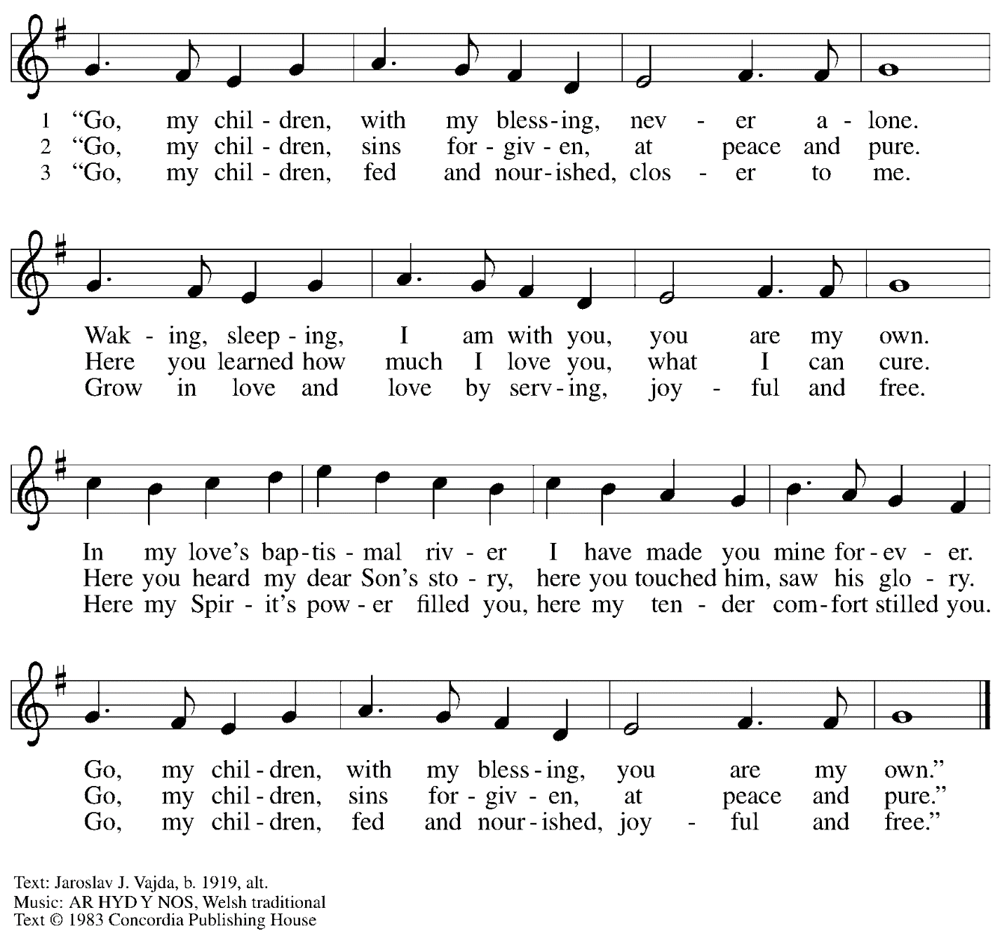 1 “Go, my chil - dren, with my bless - ing, nev - er a - lone.
2 “Go, my chil - dren, sins for - giv - en, at peace and pure.
3 “Go, my chil - dren, fed and nour - ished, clos - er to me.
Wak - ing, sleep - ing, I am with you, you are my own.
Here you learned how much I love you, what I can cure.
Grow in love and love by serv - ing, joy - ful and free.
In my love’s bap - tis - mal riv - er I have made you mine for - ev - er.
Here you heard my dear Son’s sto - ry, here you touched him, saw his glo - ry.
Here my Spir - it’s pow - er filled you, here my ten - der com - fort stilled you.
Go, my chil - dren, with my bless - ing, you are my own.”
Go, my chil - dren, sins for - giv - en, at peace and pure.”
Go, my chil - dren, fed and nour - ished, joy - ful and free.”
Text: Jaroslav J. Vajda, b. 1919, alt.
Music: AR HYD Y NOS, Welsh traditional
Text © 1983 Concordia Publishing House